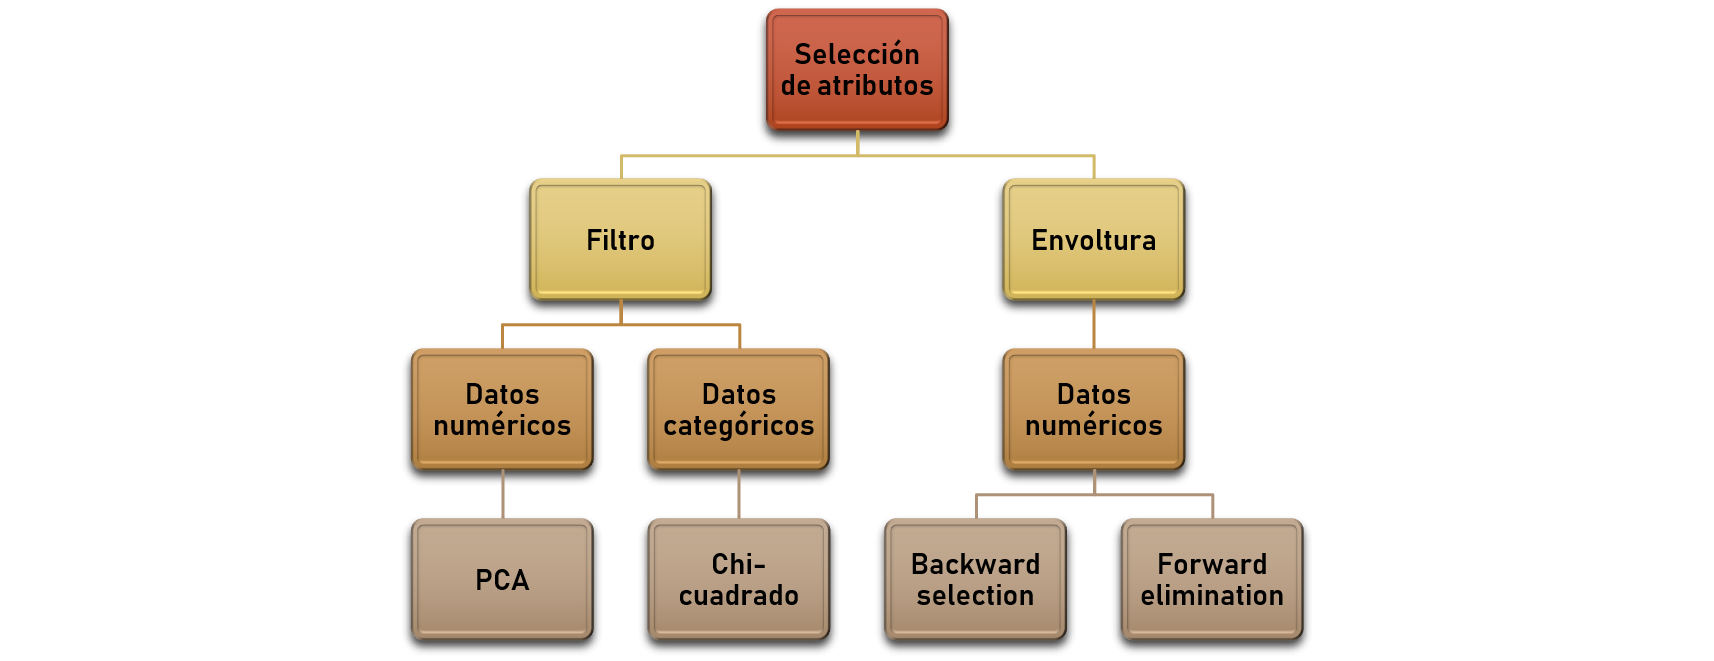 Selección
de atributos
Filtro
Envoltura
Datos
numéricos
Datos
categóricos
Datos
numéricos
PCA
Chi-
cuadrado
Backward
selection
Forward
elimination